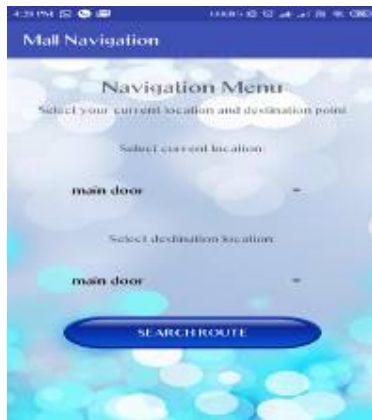 4:29 PM
Mall Navigation
Navigation Menu
Select your current location and destination point
Select current location:
main door
Select destination location:
main door
SEARCH ROUTE